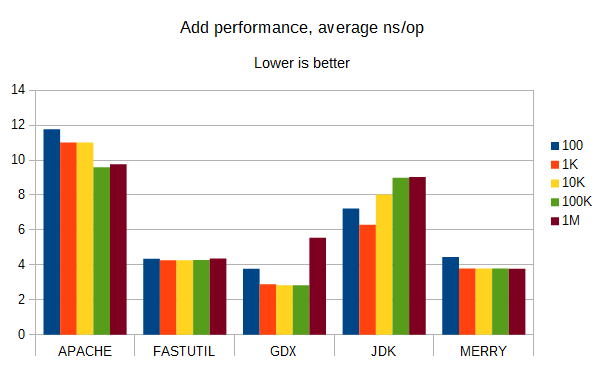 Add performance, average ns/op
Lower is better
14
12
10
8
6
4
2
0
APACHE FASTUTIL GDX JDK MERRY
100
1K
10K
100K
1M